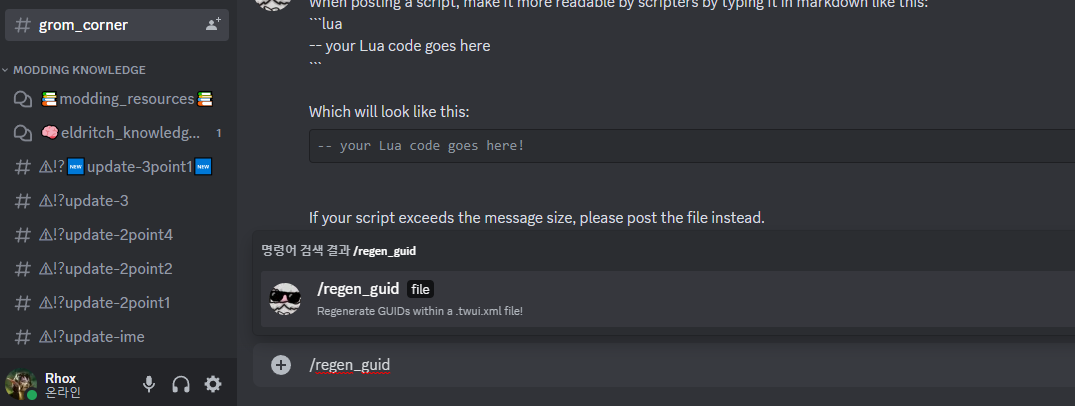 grom_corner
MODDING KNOWLEDGE
📚modding_resources📚
🧠eldritch_knowledg...
1
⚠⁉🆕update-3point1🆕
⚠⁉update-3
⚠⁉update-2point4
⚠⁉update-2point2
⚠⁉update-2point1
⚠⁉update-ime
Rhox
온라인
When posting a script, make it more readable by scripters by typing it in markdown like this:
```lua
-- your Lua code goes here
```
Which will look like this:
-- your Lua code goes here!
If your script exceeds the message size, please post the file instead.
명령어 검색 결과 /regen_guid
/regen_guid file
Regenerate GUIDs within a .twui.xml file!
/regen_guid